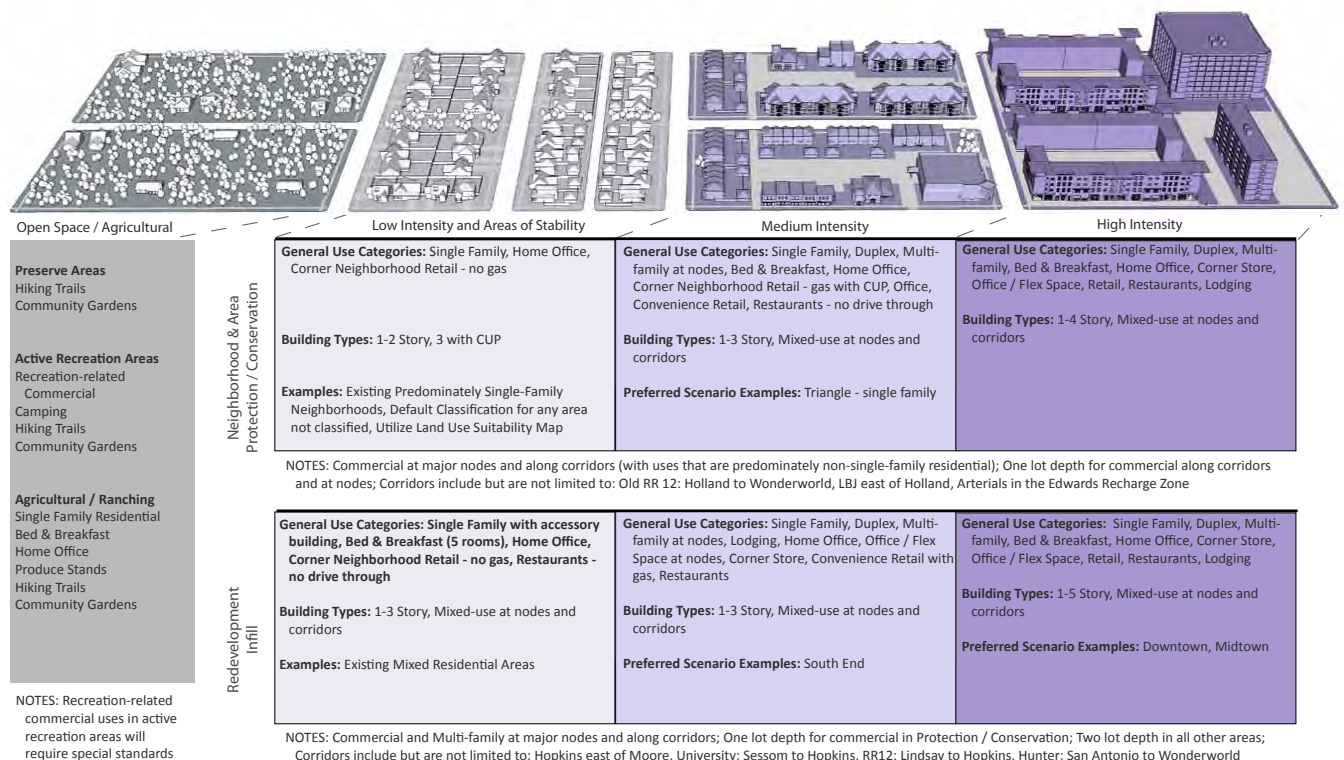 Open Space / Agricultural
Low Intensity and Areas of Stability
Medium Intensity
High Intensity
Preserve Areas
Hiking Trails
Community Gardens
Active Recreation Areas
Recreation-related
Commercial
Camping
Hiking Trails
Community Gardens
Agricultural / Ranching
Single Family Residential
Bed & Breakfast
Home Office
Produce Stands
Hiking Trails
Community Gardens
NOTES: Recreation-related
commercial uses in active
recreation areas will
require special standards
Neighborhood & Area
Protection / Conservation
General Use Categories: Single Family, Home Office,
Corner Neighborhood Retail - no gas
Building Types: 1-2 Story, 3 with CUP
Examples: Existing Predominately Single-Family
Neighborhoods, Default Classification for any area
not classified, Utilize Land Use Suitability Map
General Use Categories: Single Family, Duplex, Multi-
family at nodes, Bed & Breakfast, Home Office,
Corner Neighborhood Retail - gas with CUP, Office,
Convenience Retail, Restaurants - no drive through
Building Types: 1-3 Story, Mixed-use at nodes and
corridors
Preferred Scenario Examples: Triangle - single family
General Use Categories: Single Family, Duplex, Multi-
family, Bed & Breakfast, Home Office, Corner Store,
Office / Flex Space, Retail, Restaurants, Lodging
Building Types: 1-4 Story, Mixed-use at nodes and
corridors
NOTES: Commercial at major nodes and along corridors (with uses that are predominately non-single-family residential); One lot depth for commercial along corridors
and at nodes; Corridors include but are not limited to: Old RR 12: Holland to Wonderworld, LBJ east of Holland, Arterials in the Edwards Recharge Zone
Redevelopment
Infill
General Use Categories: Single Family with accessory
building, Bed & Breakfast (5 rooms), Home Office,
Corner Neighborhood Retail - no gas, Restaurants -
no drive through
Building Types: 1-3 Story, Mixed-use at nodes and
corridors
Examples: Existing Mixed Residential Areas
General Use Categories: Single Family, Duplex, Multi-
family at nodes, Lodging, Home Office, Office / Flex
Space at nodes, Corner Store, Convenience Retail with
gas, Restaurants
Building Types: 1-3 Story, Mixed-use at nodes and
corridors
Preferred Scenario Examples: South End
General Use Categories: Single Family, Duplex, Multi-
family, Bed & Breakfast, Home Office, Corner Store,
Office / Flex Space, Retail, Restaurants, Lodging
Building Types: 1-5 Story, Mixed-use at nodes and
corridors
Preferred Scenario Examples: Downtown, Midtown
NOTES: Commercial and Multi-family at major nodes and along corridors; One lot depth for commercial in Protection / Conservation; Two lot depth in all other areas;
Corridors include but are not limited to: Hopkins east of Moore, University: Sessom to Hopkins, RR12: Lindsay to Hopkins, Hunter: San Antonio to Wonderworld